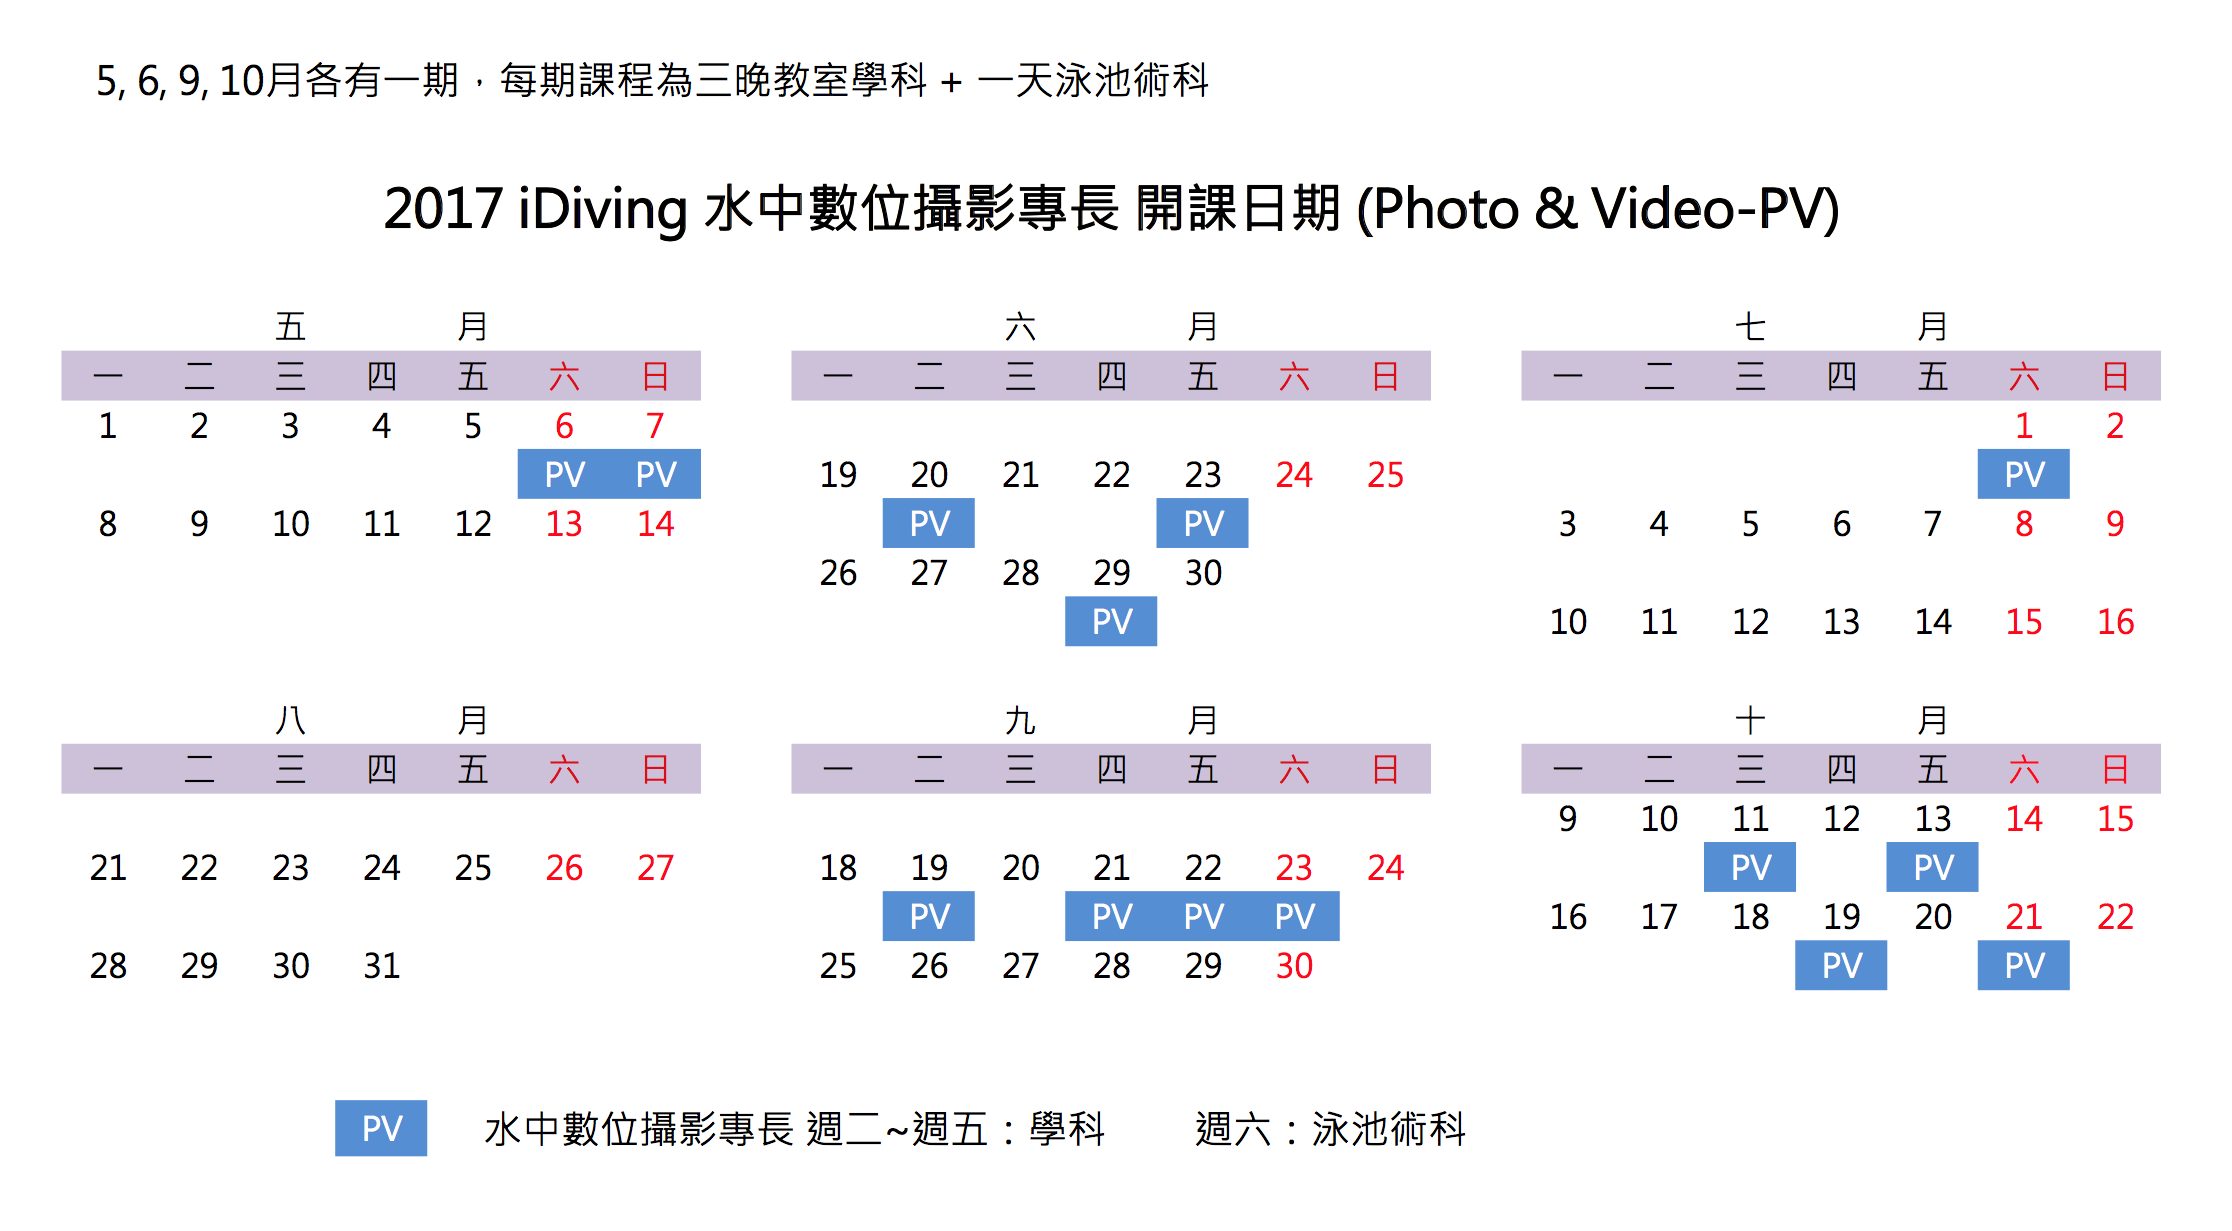 5, 6, 9, 10月各有一期，每期課程為三晚教室學科 + 一天泳池術科
2017 iDiving 水中數位攝影專長 開課日期 (Photo & Video-PV)
五 月
一 二 三 四 五 六 日
1 2 3 4 5 6 7
PV PV
8 9 10 11 12 13 14
六 月
一 二 三 四 五 六 日
19 20 21 22 23 24 25
PV PV
26 27 28 29 30
PV
七 月
一 二 三 四 五 六 日
1 2
PV
3 4 5 6 7 8 9
10 11 12 13 14 15 16
八 月
一 二 三 四 五 六 日
21 22 23 24 25 26 27
28 29 30 31
九 月
一 二 三 四 五 六 日
18 19 20 21 22 23 24
PV PV PV PV
25 26 27 28 29 30
十 月
一 二 三 四 五 六 日
9 10 11 12 13 14 15
PV PV
16 17 18 19 20 21 22
PV PV
PV 水中數位攝影專長 週二~週五：學科 週六：泳池術科